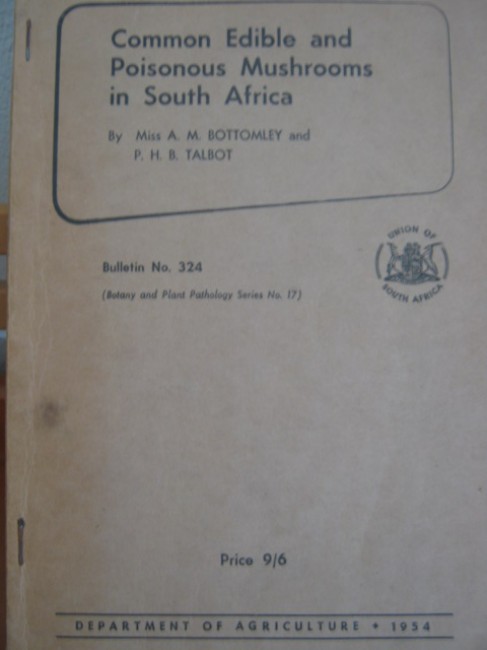 Common Edible and
Poisonous Mushrooms
in South Africa
By Miss A. M. BOTTOMLEY and
P. H. B. TALBOT
UNION OF
SOUTH AFRICA
Bulletin No. 324
(Botany and Plant Pathology Series No. 17)
Price 9/6
DEPARTMENT OF AGRICULTURE • 1954